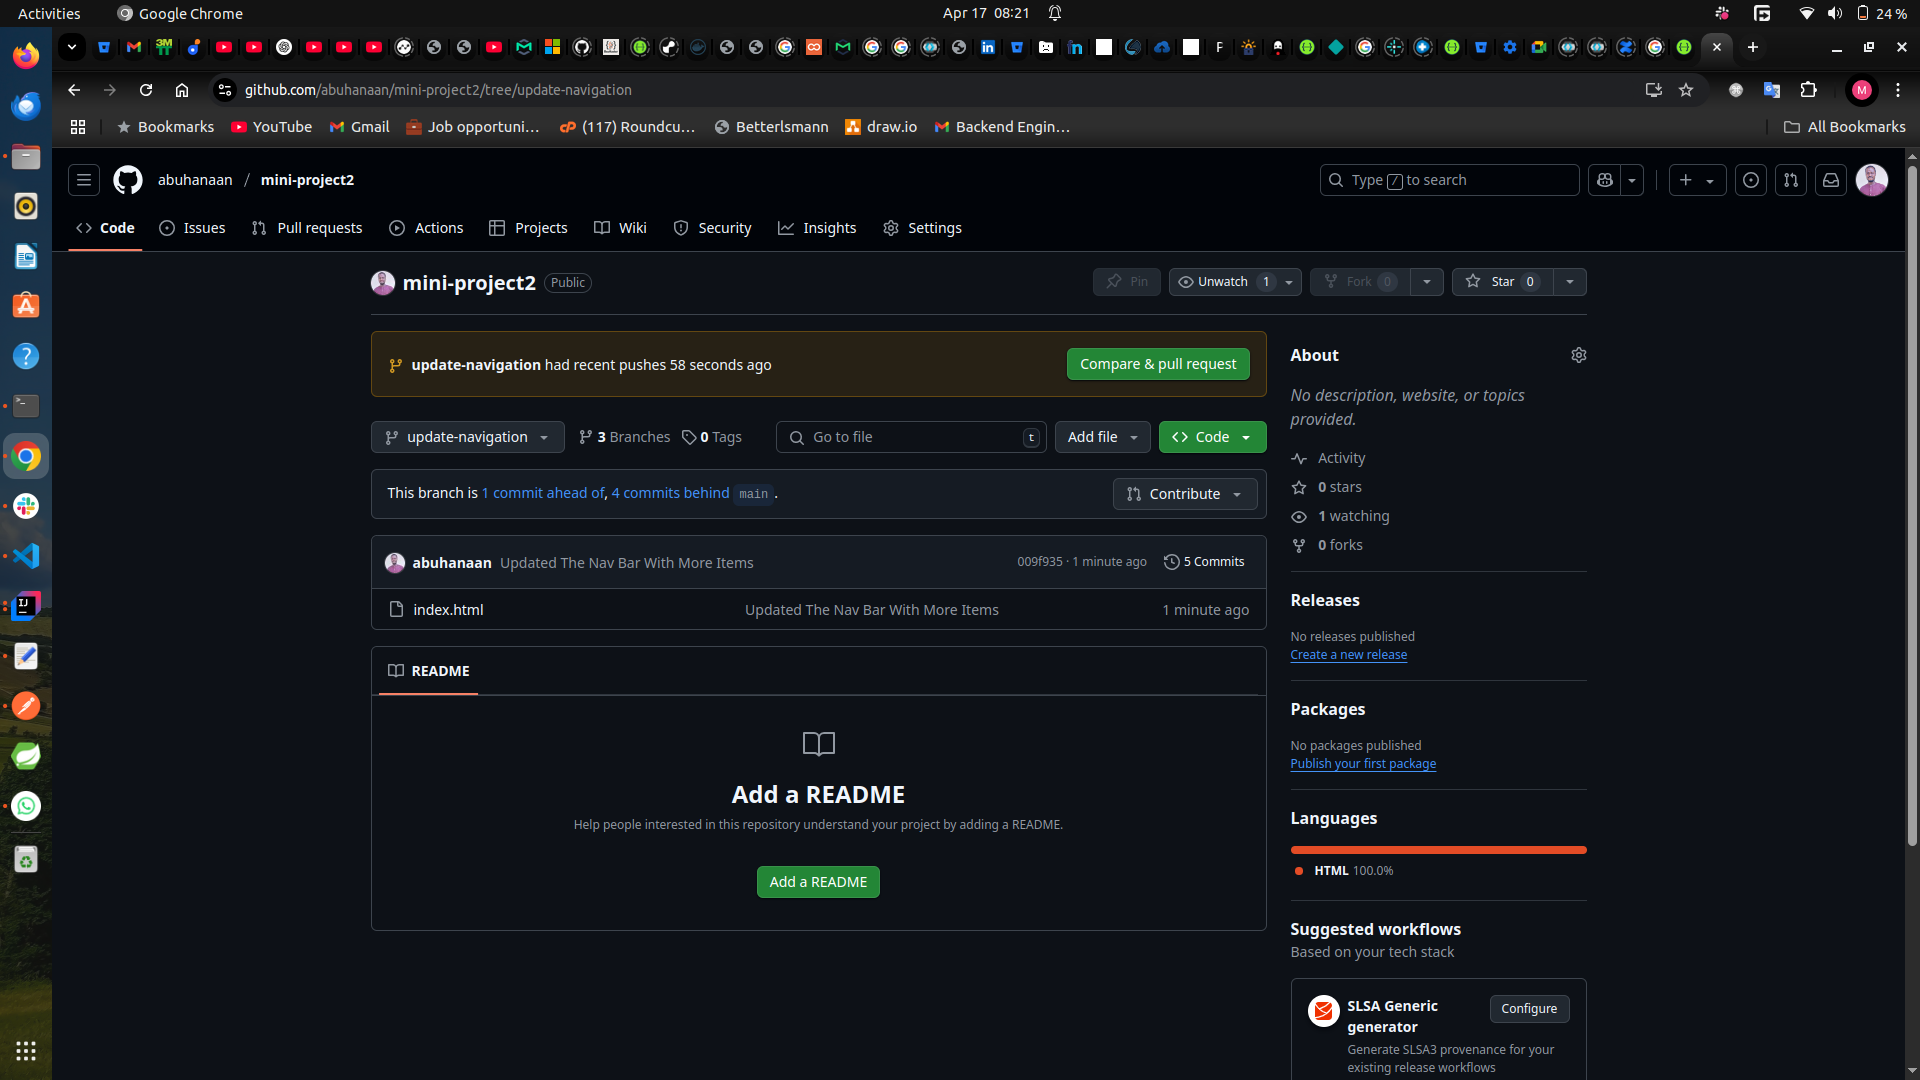 Activities
Google Chrome
Apr 17 08:21
24 %
github.com/abuhanaan/mini-project2/tree/update-navigation
M
Bookmarks
YouTube
Gmail
Job opportuni...
(117) Roundcu...
Betterlsmann
draw.io
Backend Engin...
All Bookmarks
abuhanaan / mini-project2
Type / to search
Code
Issues
Pull requests
Actions
Projects
Wiki
Security
Insights
Settings
mini-project2
Public
Pin
Unwatch 1
Fork 0
Star 0
update-navigation had recent pushes 58 seconds ago
Compare & pull request
update-navigation
3 Branches
0 Tags
Go to file
t
Add file
Code
This branch is 1 commit ahead of, 4 commits behind main .
Contribute
abuhanaan Updated The Nav Bar With More Items
009f935 · 1 minute ago
5 Commits
index.html
Updated The Nav Bar With More Items
1 minute ago
README
Add a README
Help people interested in this repository understand your project by adding a README.
Add a README
About
No description, website, or topics
provided.
Activity
0 stars
1 watching
0 forks
Releases
No releases published
Create a new release
Packages
No packages published
Publish your first package
Languages
HTML 100.0%
Suggested workflows
Based on your tech stack
SLSA Generic
generator
Configure
Generate SLSA3 provenance for your
existing release workflows